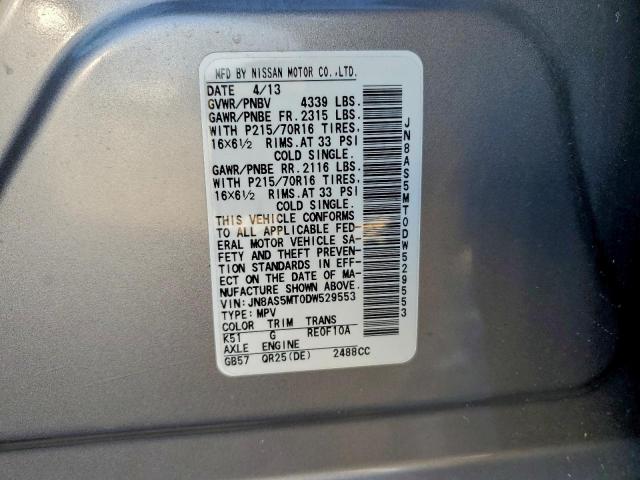 MFD BY NISSAN MOTOR CO.,LTD.
DATE 4/13
GVWR/PNBV 4339 LBS.
GAWR/PNBE FR. 2315 LBS.
WITH P215/70R16 TIRES,
16×6 1/2 RIMS.AT 33 PSI
COLD SINGLE.
GAWR/PNBE RR. 2116 LBS.
WITH P215/70R16 TIRES,
16×6 1/2 RIMS.AT 33 PSI
COLD SINGLE.
THIS VEHICLE CONFORMS
TO ALL APPLICABLE FED-
ERAL MOTOR VEHICLE SA-
FETY AND THEFT PREVEN-
TION STANDARDS IN EFF-
ECT ON THE DATE OF MA-
NUFACTURE SHOWN ABOVE.
VIN: JN8AS5MT0DW529553
TYPE: MPV
COLOR TRIM TRANS
K51 G RE0F10A
AXLE ENGINE
GB57 QR25(DE) 2488CC
JN8AS5MT0DW529553